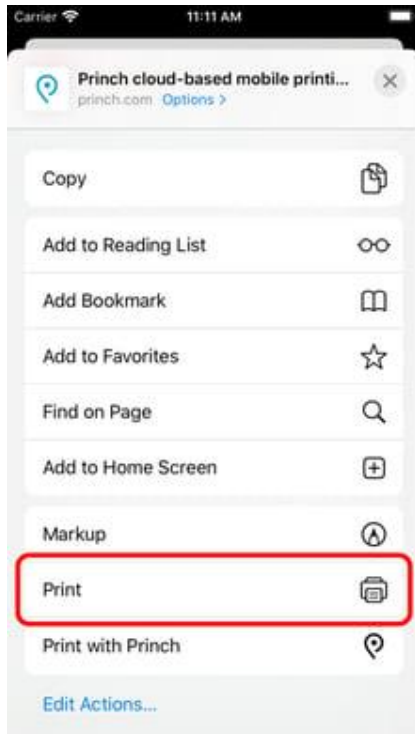 Carrier 11:11 AM
Princh cloud-based mobile printi...
princh.com Options >
Copy
Add to Reading List
Add Bookmark
Add to Favorites
Find on Page
Add to Home Screen
Markup
Print
Print with Princh
Edit Actions...